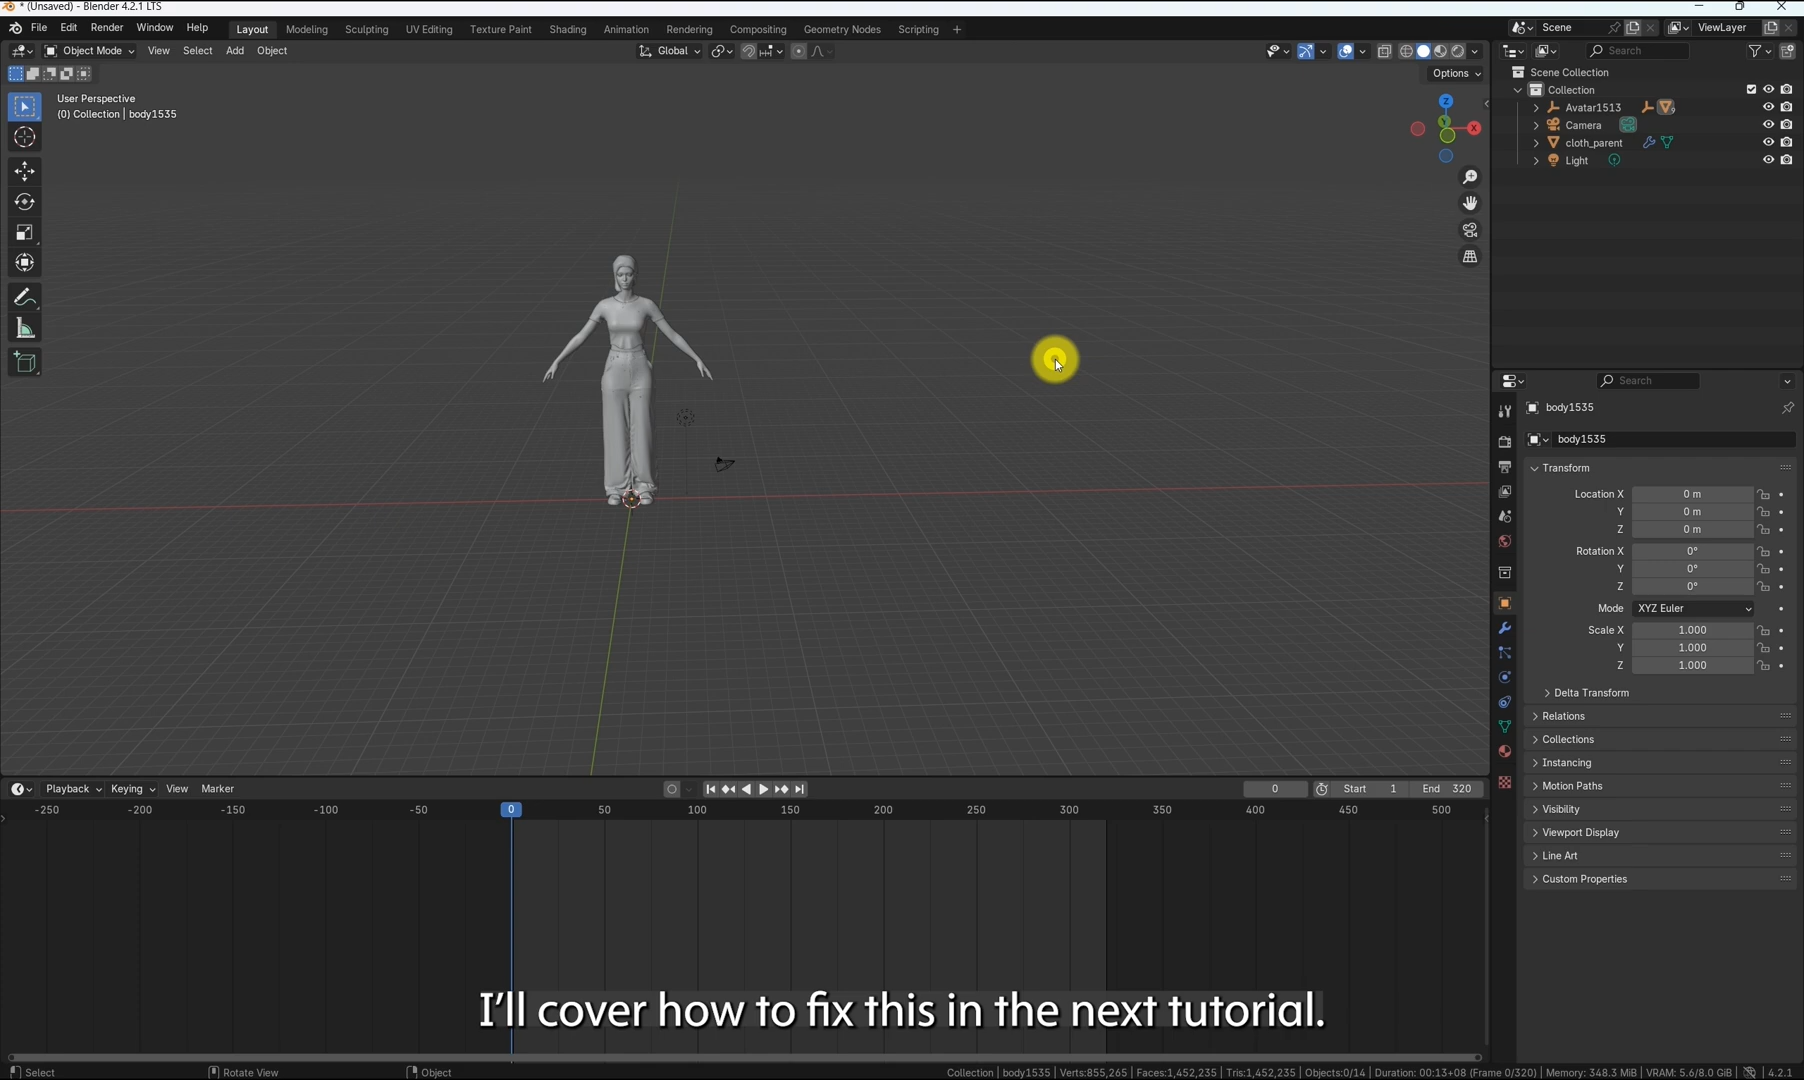 * (Unsaved) - Blender 4.2.1 LTS
File Edit Render Window Help Layout Modeling Sculpting UV Editing Texture Paint Shading Animation Rendering Compositing Geometry Nodes Scripting + Scene ViewLayer
Object Mode View Select Add Object Global Search
Options
User Perspective
(0) Collection | body1535
Z
Y
X
Scene Collection
Collection
Avatar1513
Camera
cloth_parent
Light
Search
body1535
body1535
Transform
Location X 0 m
Y 0 m
Z 0 m
Rotation X 0°
Y 0°
Z 0°
Mode XYZ Euler
Scale X 1.000
Y 1.000
Z 1.000
Delta Transform
Relations
Collections
Instancing
Motion Paths
Visibility
Viewport Display
Line Art
Custom Properties
Playback Keying View Marker 0 Start 1 End 320
-250 -200 -150 -100 -50 0 50 100 150 200 250 300 350 400 450 500
I'll cover how to fix this in the next tutorial.
Select Rotate View Object Collection | body1535 | Verts:855,265 | Faces:1,452,235 | Tris:1,452,235 | Objects:0/14 | Duration: 00:13+08 (Frame 0/320) | Memory: 348.3 MiB | VRAM: 5.6/8.0 GiB | 4.2.1